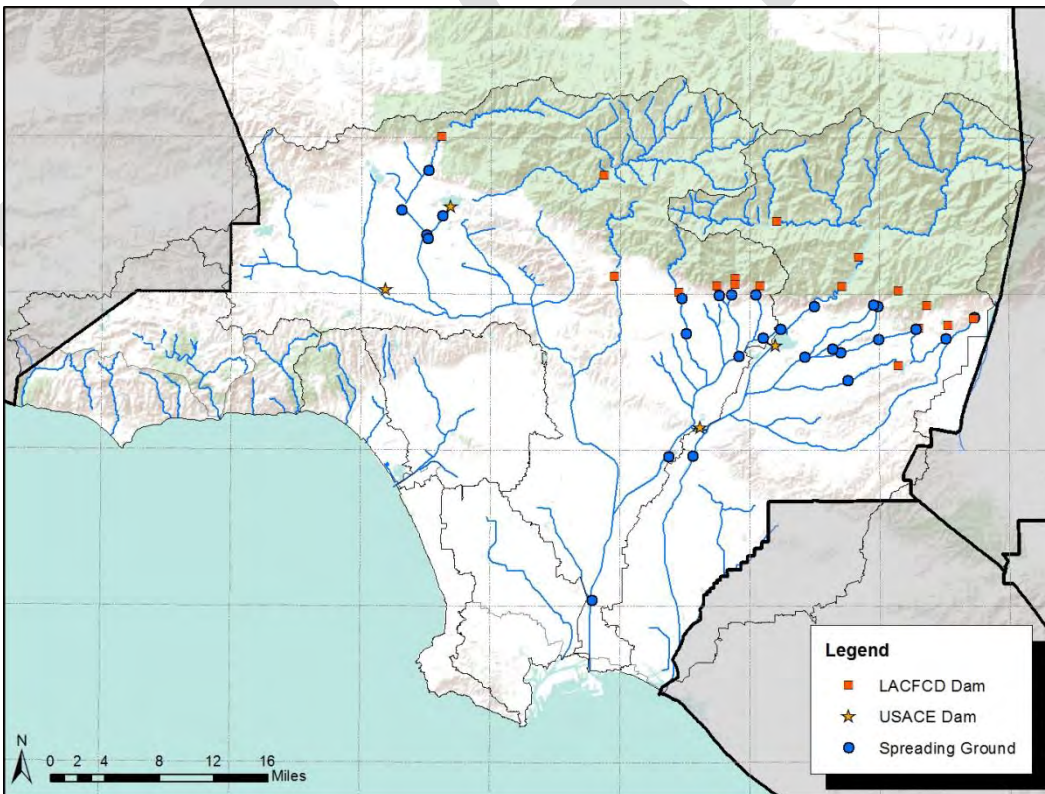 Legend
LACFCD Dam
USACE Dam
Spreading Ground
N
0 2 4 8 12 16
Miles